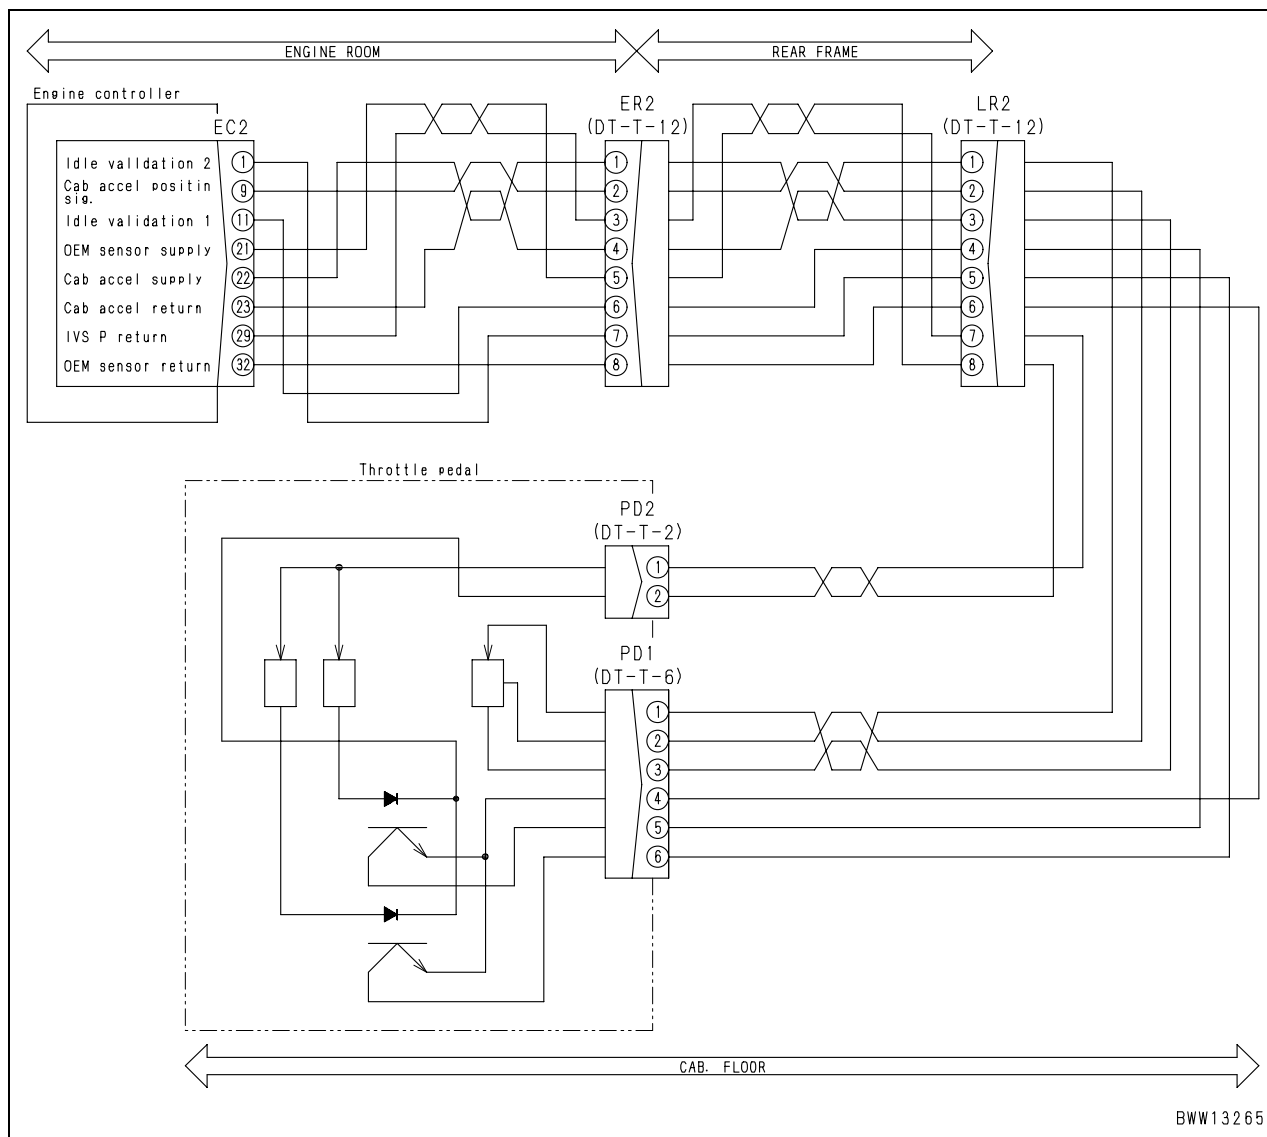 ENGINE ROOM
REAR FRAME
Engine controller
EC2
ER2
(DT-T-12)
LR2
(DT-T-12)
Idle vallidation 2 1
Cab accel positin 9
sig.
Idle validation 1 11
OEM sensor supply 21
Cab accel supply 22
Cab accel return 23
IVS P return 29
OEM sensor return 32
1
2
3
4
5
6
7
8
1
2
3
4
5
6
7
8
Throttle pedal
PD2
(DT-T-2)
1
2
PD1
(DT-T-6)
1
2
3
4
5
6
CAB. FLOOR
BWW13265